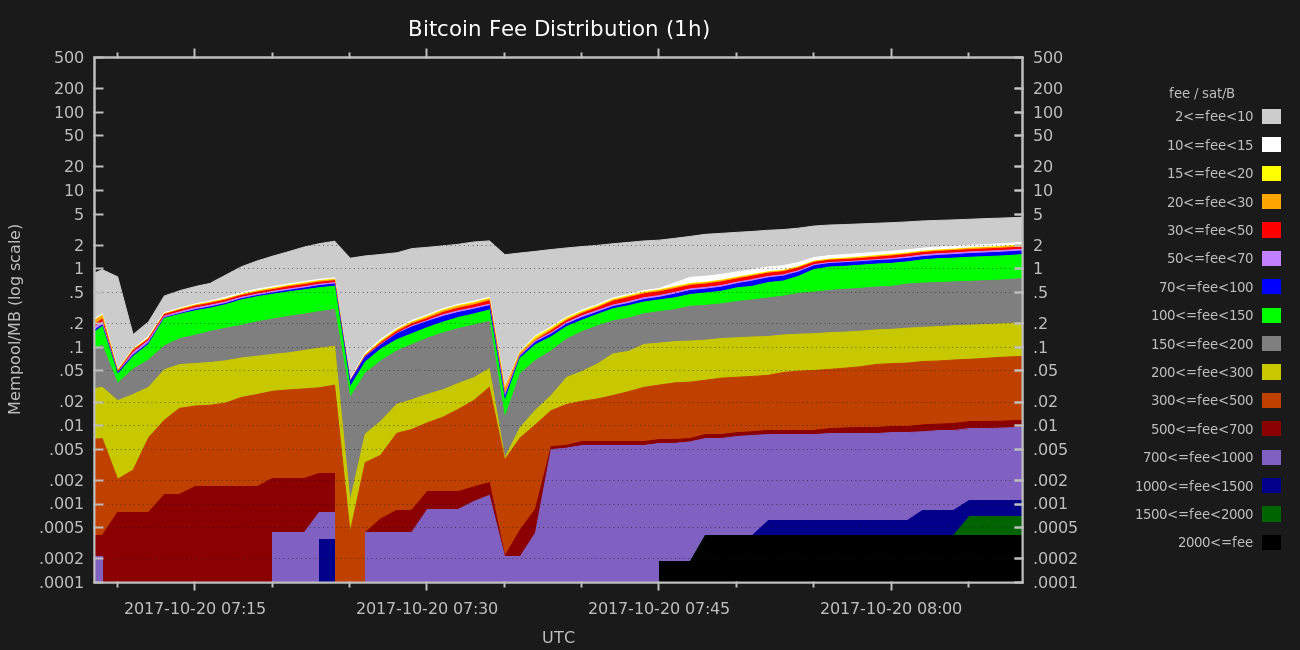 Bitcoin Fee Distribution (1h)
Mempool/MB (log scale)
500
200
100
50
20
10
5
2
1
.5
.2
.1
.05
.02
.01
.005
.002
.001
.0005
.0002
.0001
500
200
100
50
20
10
5
2
1
.5
.2
.1
.05
.02
.01
.005
.002
.001
.0005
.0002
.0001
2017-10-20 07:15 2017-10-20 07:30 2017-10-20 07:45 2017-10-20 08:00
UTC
fee / sat/B
2<=fee<10
10<=fee<15
15<=fee<20
20<=fee<30
30<=fee<50
50<=fee<70
70<=fee<100
100<=fee<150
150<=fee<200
200<=fee<300
300<=fee<500
500<=fee<700
700<=fee<1000
1000<=fee<1500
1500<=fee<2000
2000<=fee